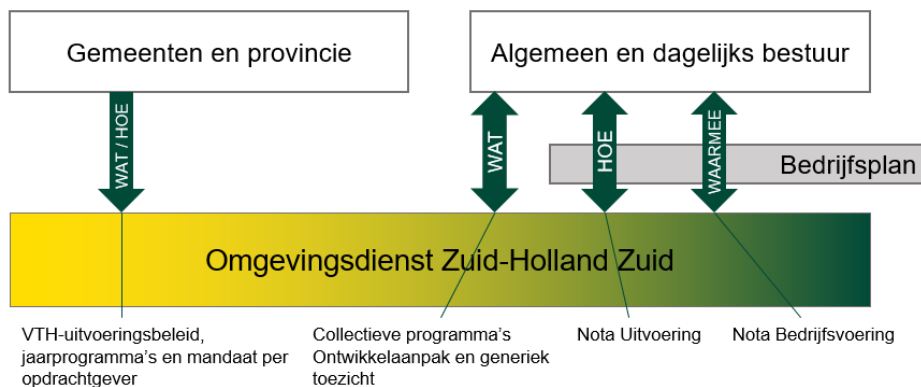 Gemeenten en provincie
Algemeen en dagelijks bestuur
WAT / HOE
WAT
HOE
WAARMEE
Bedrijfsplan
Omgevingsdienst Zuid-Holland Zuid
VTH-uitvoeringsbeleid,
jaarprogramma's en mandaat per
opdrachtgever
Collectieve programma's
Ontwikkelaanpak en generiek
toezicht
Nota Uitvoering
Nota Bedrijfsvoering